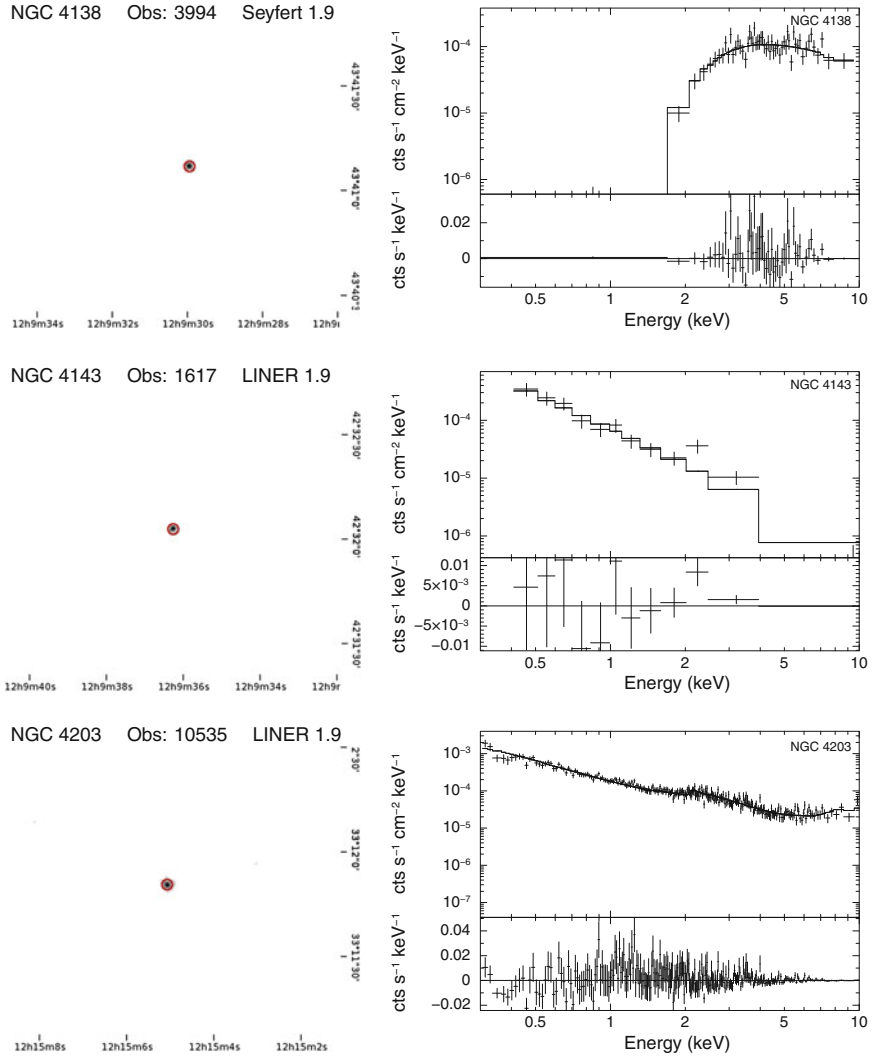 NGC 4138 Obs: 3994 Seyfert 1.9
43°41'30"
43°41'0"
43°40'5
12h9m34s 12h9m32s 12h9m30s 12h9m28s
cts s⁻¹ cm⁻² keV⁻¹
10⁻⁴
10⁻⁵
10⁻⁶
NGC 4138
cts s⁻¹ keV⁻¹
0.02
0
0.5 1 2 5 10
Energy (keV)
NGC 4143 Obs: 1617 LINER 1.9
42°32'30"
42°32'0"
42°31'30"
12h9m40s 12h9m38s 12h9m36s 12h9m34s
cts s⁻¹ cm⁻² keV⁻¹
10⁻⁴
10⁻⁵
10⁻⁶
NGC 4143
cts s⁻¹ keV⁻¹
0.01
5×10⁻³
0
−5×10⁻³
−0.01
0.5 1 2 5 10
Energy (keV)
NGC 4203 Obs: 10535 LINER 1.9
2'30"
33°12'0"
33°11'30"
12h15m8s 12h15m6s 12h15m4s 12h15m2s
cts s⁻¹ cm⁻² keV⁻¹
10⁻³
10⁻⁴
10⁻⁵
10⁻⁶
10⁻⁷
NGC 4203
cts s⁻¹ keV⁻¹
0.04
0.02
0
−0.02
0.5 1 2 5 10
Energy (keV)